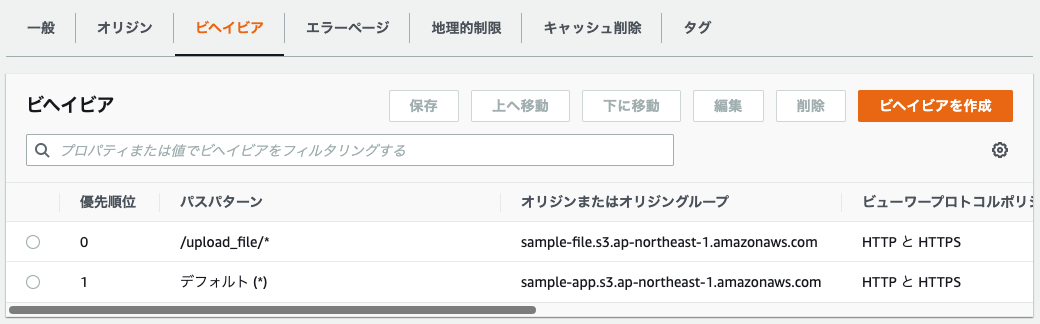 一般 オリジン ビヘイビア エラーページ 地理的制限 キャッシュ削除 タグ
ビヘイビア 保存 上へ移動 下に移動 編集 削除 ビヘイビアを作成
プロパティまたは値でビヘイビアをフィルタリングする
優先順位 パスパターン オリジンまたはオリジングループ ビューワープロトコルポリシ
0 /upload_file/* sample-file.s3.ap-northeast-1.amazonaws.com HTTP と HTTPS
1 デフォルト (*) sample-app.s3.ap-northeast-1.amazonaws.com HTTP と HTTPS